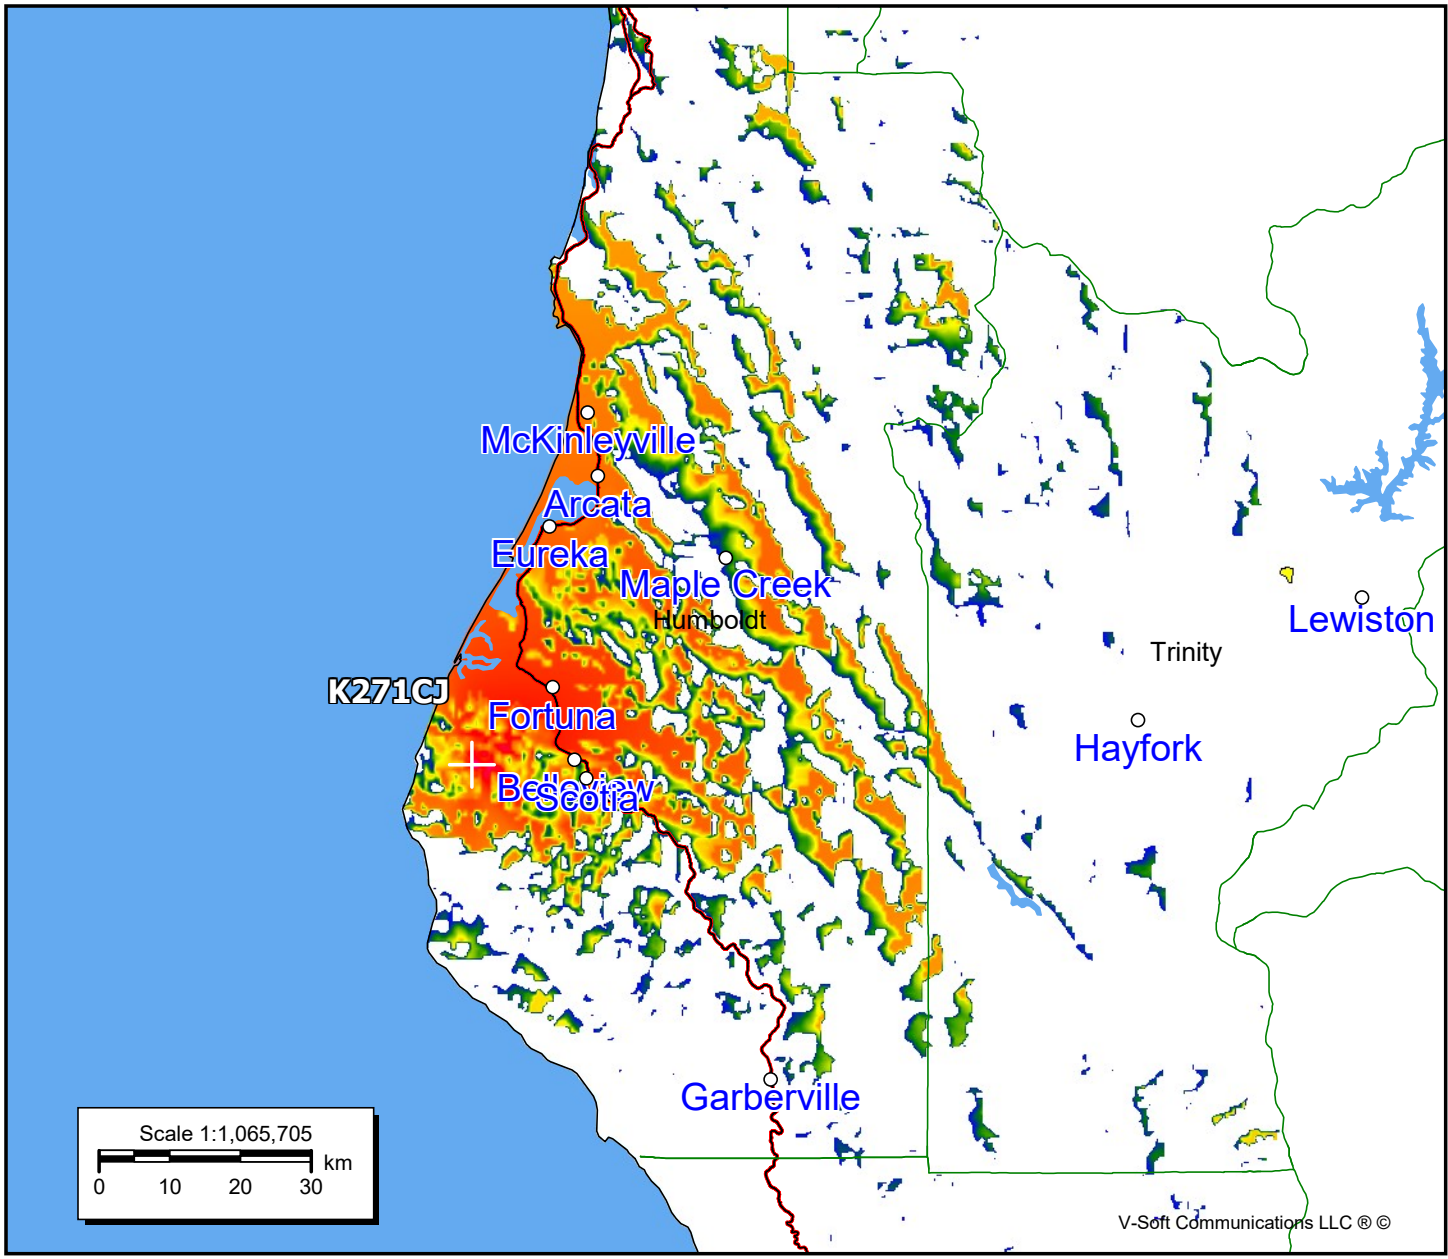 McKinleyville
Arcata
Eureka
Maple Creek
Humboldt
Lewiston
Trinity
K271CJ
Fortuna
Hayfork
Belleview
Scotia
Garberville
Scale 1:1,065,705
km
0 10 20 30
V-Soft Communications LLC ® ©